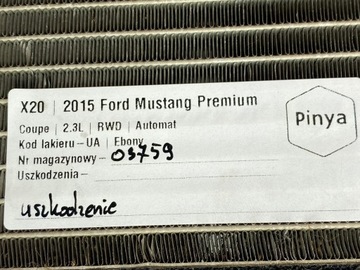 X20 | 2015 Ford Mustang Premium
Coupe | 2.3L | RWD | Automat
Kod lakieru – UA | Ebony
Nr magazynowy – 03759
Uszkodzenia –
uszkodzenie
Pinya